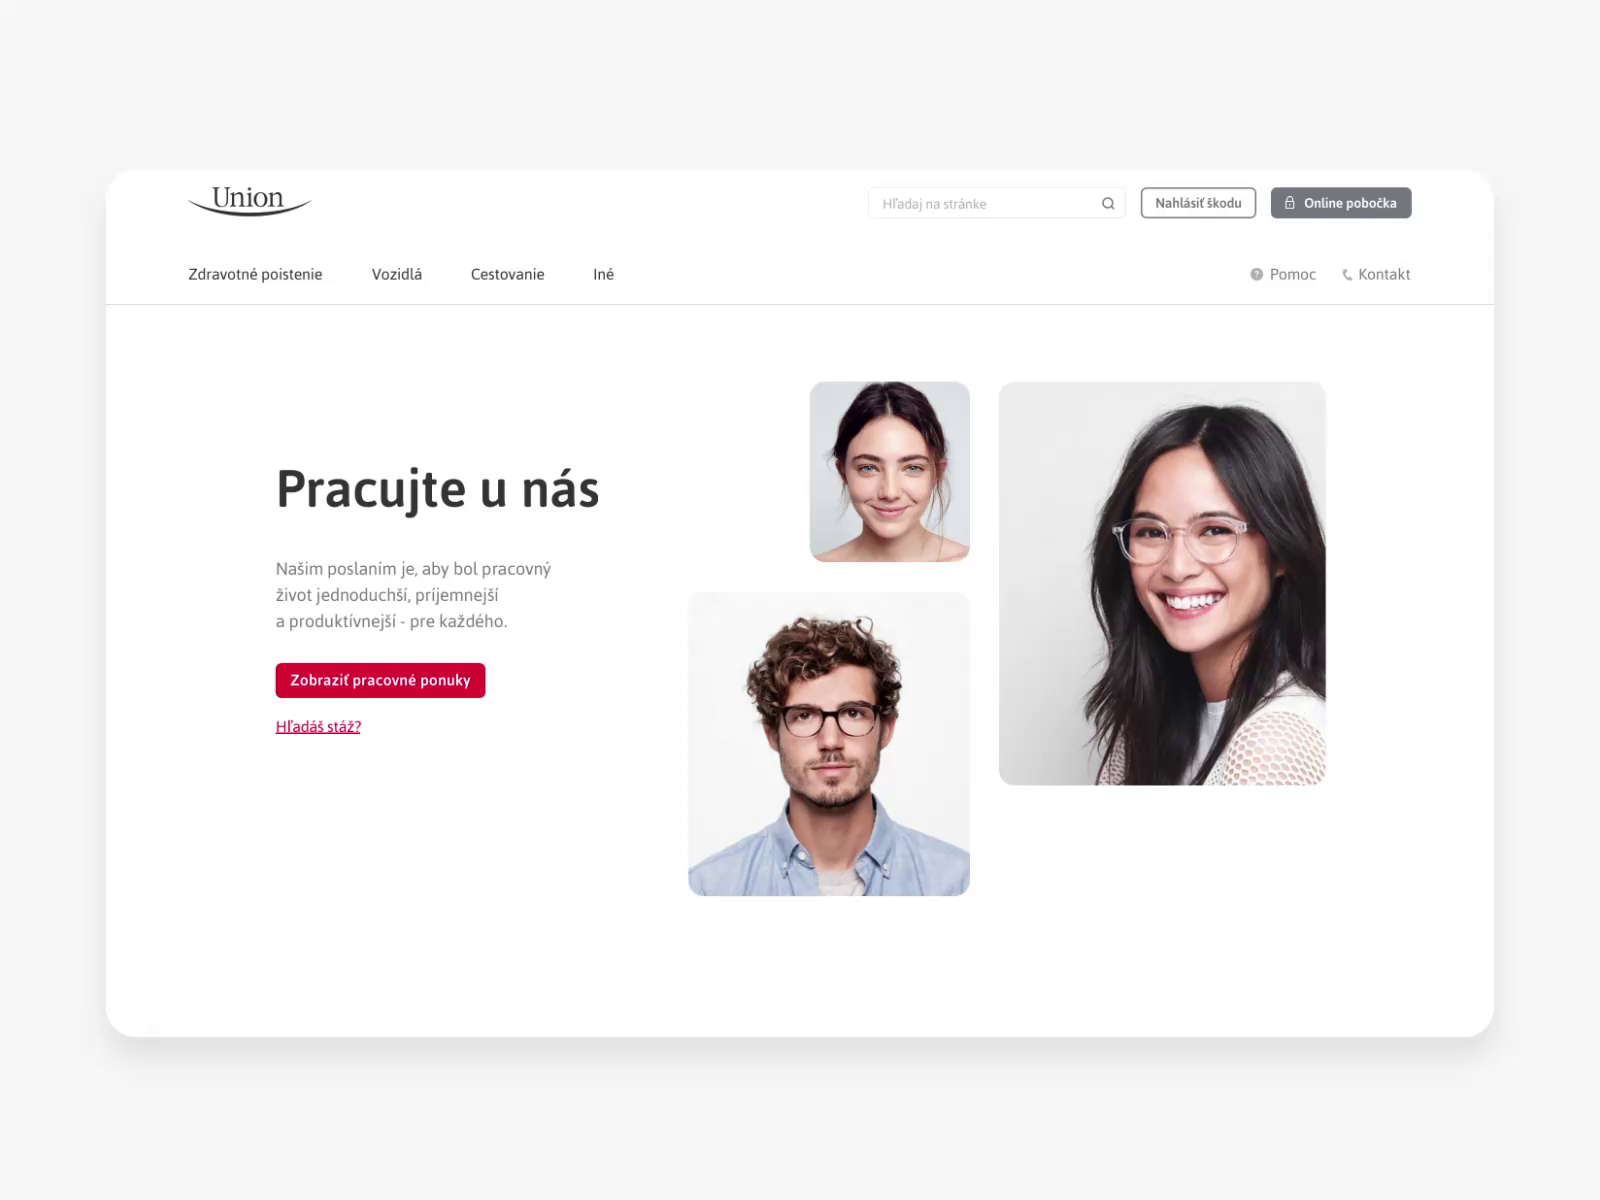 Union
Hľadaj na stránke
Nahlásiť škodu
Online pobočka
Zdravotné poistenie
Vozidlá
Cestovanie
Iné
Pomoc
Kontakt
Pracujte u nás
Našim poslaním je, aby bol pracovný
život jednoduchší, príjemnejší
a produktívnejší - pre každého.
Zobraziť pracovné ponuky
Hľadáš stáž?